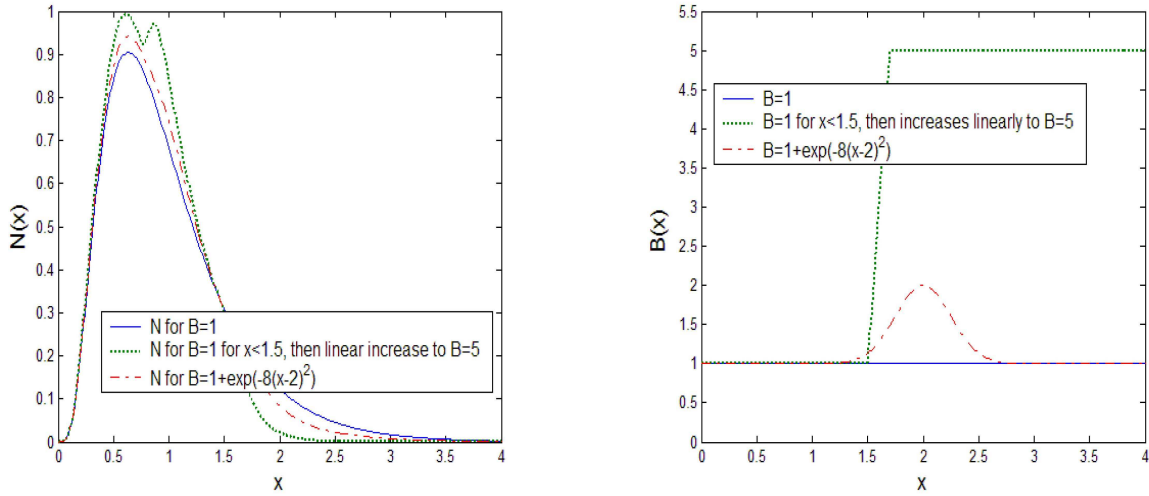 1
0.9
0.8
0.7
0.6
0.5
0.4
0.3
0.2
0.1
0
N(x)
N for B=1
N for B=1 for x<1.5, then linear increase to B=5
N for B=1+exp(-8(x-2)²)
0 0.5 1 1.5 2 2.5 3 3.5 4
x
5.5
5
4.5
4
3.5
3
2.5
2
1.5
1
0.5
0
B(x)
B=1
B=1 for x<1.5, then increases linearly to B=5
B=1+exp(-8(x-2)²)
0 0.5 1 1.5 2 2.5 3 3.5 4
x